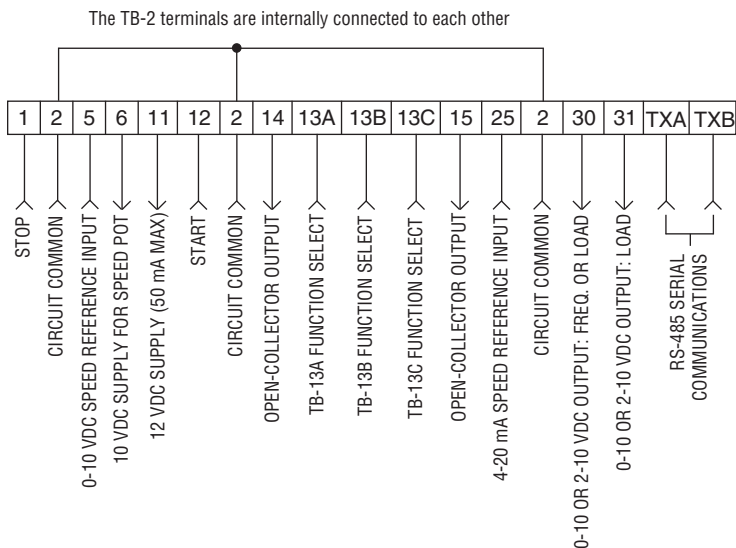 The TB-2 terminals are internally connected to each other
1 2 5 6 11 12 2 14 13A 13B 13C 15 25 2 30 31 TXA TXB
STOP
CIRCUIT COMMON
0-10 VDC SPEED REFERENCE INPUT
10 VDC SUPPLY FOR SPEED POT
12 VDC SUPPLY (50 mA MAX)
START
CIRCUIT COMMON
OPEN-COLLECTOR OUTPUT
TB-13A FUNCTION SELECT
TB-13B FUNCTION SELECT
TB-13C FUNCTION SELECT
OPEN-COLLECTOR OUTPUT
4-20 mA SPEED REFERENCE INPUT
CIRCUIT COMMON
0-10 OR 2-10 VDC OUTPUT: FREQ. OR LOAD
0-10 OR 2-10 VDC OUTPUT: LOAD
RS-485 SERIAL
COMMUNICATIONS